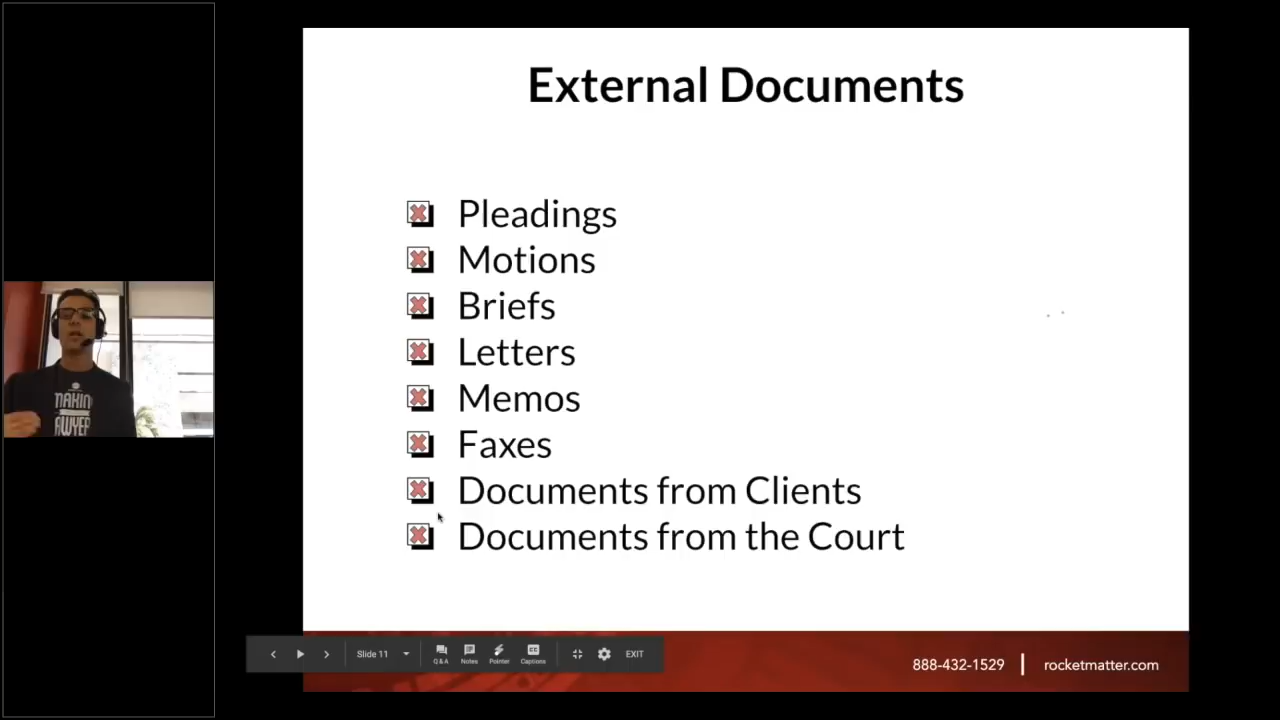 External Documents
Pleadings
Motions
Briefs
Letters
Memos
Faxes
Documents from Clients
Documents from the Court
Slide 11
Q&A
Notes
Pointer
Captions
EXIT
888-432-1529 | rocketmatter.com